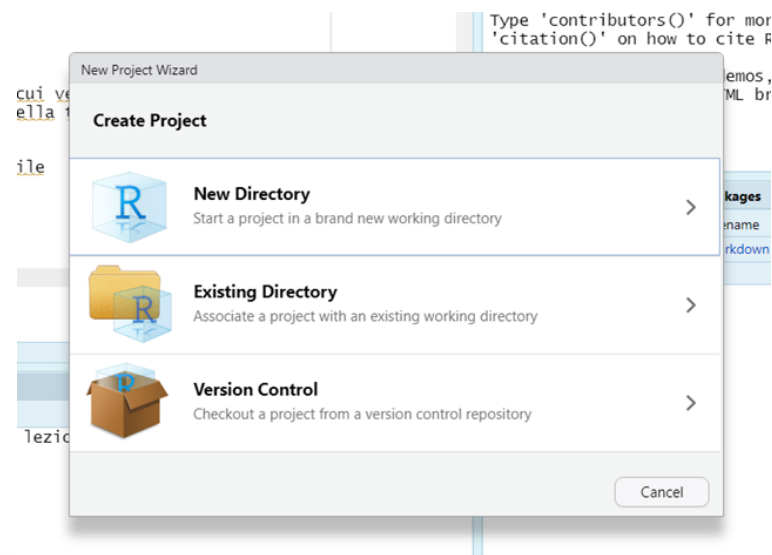 Type 'contributors()' for mor
'citation()' on how to cite R
New Project Wizard
emos,
cui ve
ML br
ella t
Create Project
ile
R
New Directory
Start a project in a brand new working directory
kages
ename
rkdown
R
Existing Directory
Associate a project with an existing working directory
R
Version Control
Checkout a project from a version control repository
lezio
Cancel